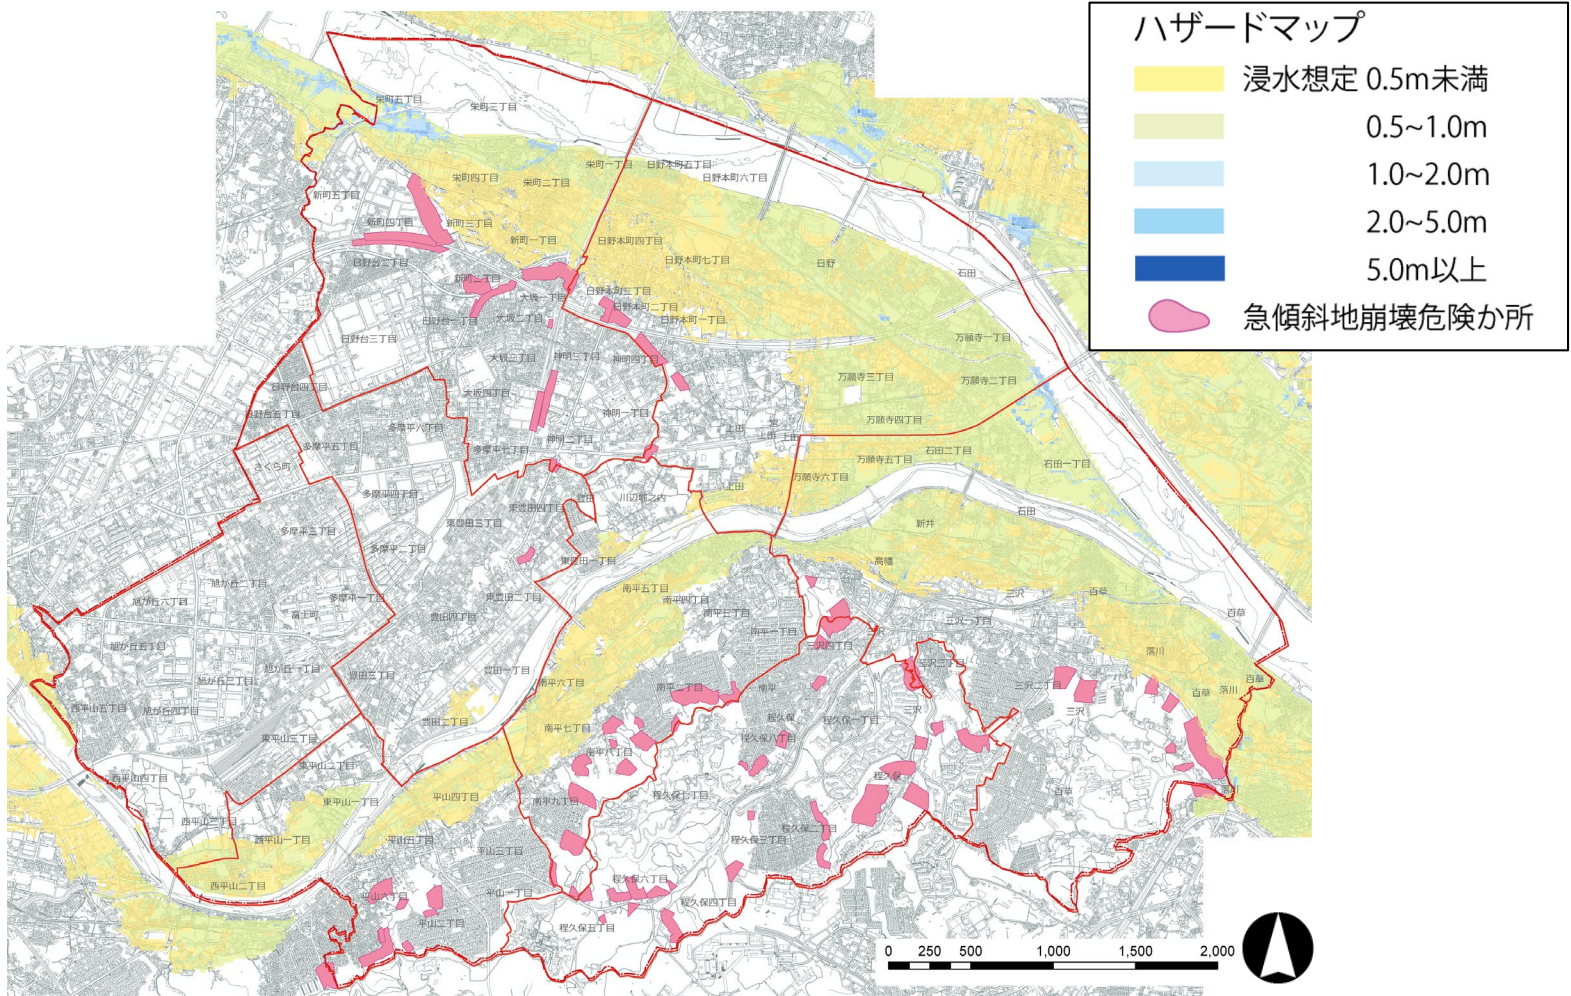 ハザードマップ
浸水想定 0.5m未満
0.5~1.0m
1.0~2.0m
2.0~5.0m
5.0m以上
急傾斜地崩壊危険か所
栄町五丁目
栄町三丁目
栄町一丁目
日野本町五丁目
日野本町六丁目
栄町四丁目
栄町二丁目
新町五丁目
新町四丁目
新町三丁目
新町一丁目
日野本町四丁目
日野本町七丁目
日野
石田
日野台二丁目
新町二丁目
大坂一丁目
日野本町三丁目
日野本町二丁目
日野本町一丁目
日野台一丁目
大坂二丁目
日野台三丁目
大坂三丁目
神明三丁目
神明四丁目
万願寺一丁目
万願寺三丁目
万願寺二丁目
日野台四丁目
大坂四丁目
日野台五丁目
神明一丁目
万願寺四丁目
多摩平六丁目
上田
宮
上田
上田
神明二丁目
多摩平五丁目
多摩平七丁目
石田二丁目
万願寺五丁目
石田一丁目
さくら町
万願寺六丁目
上田
多摩平四丁目
豊田
川辺堀之内
東豊田四丁目
石田
東豊田三丁目
新井
多摩平三丁目
多摩平二丁目
東豊田一丁目
高幡
旭が丘二丁目
南平五丁目
百草
三沢
旭が丘六丁目
多摩平一丁目
東豊田二丁目
南平四丁目
富士町
豊田四丁目
南平三丁目
百草
三沢一丁目
南平一丁目
三沢
旭が丘五丁目
三沢四丁目
落川
旭が丘一丁目
豊田三丁目
豊田一丁目
三沢三丁目
旭が丘三丁目
南平六丁目
南平二丁目
南平
三沢二丁目
百草
落川
百草
西平山五丁目
旭が丘四丁目
三沢
三沢
豊田二丁目
南平七丁目
程久保
程久保一丁目
東平山三丁目
程久保八丁目
南平八丁目
東平山二丁目
西平山四丁目
程久保
落川
東平山一丁目
平山四丁目
南平九丁目
程久保七丁目
百草
西平山三丁目
程久保二丁目
西平山一丁目
平山五丁目
程久保三丁目
平山三丁目
西平山二丁目
平山六丁目
平山一丁目
程久保六丁目
程久保四丁目
平山二丁目
程久保五丁目
0 250 500 1,000 1,500 2,000